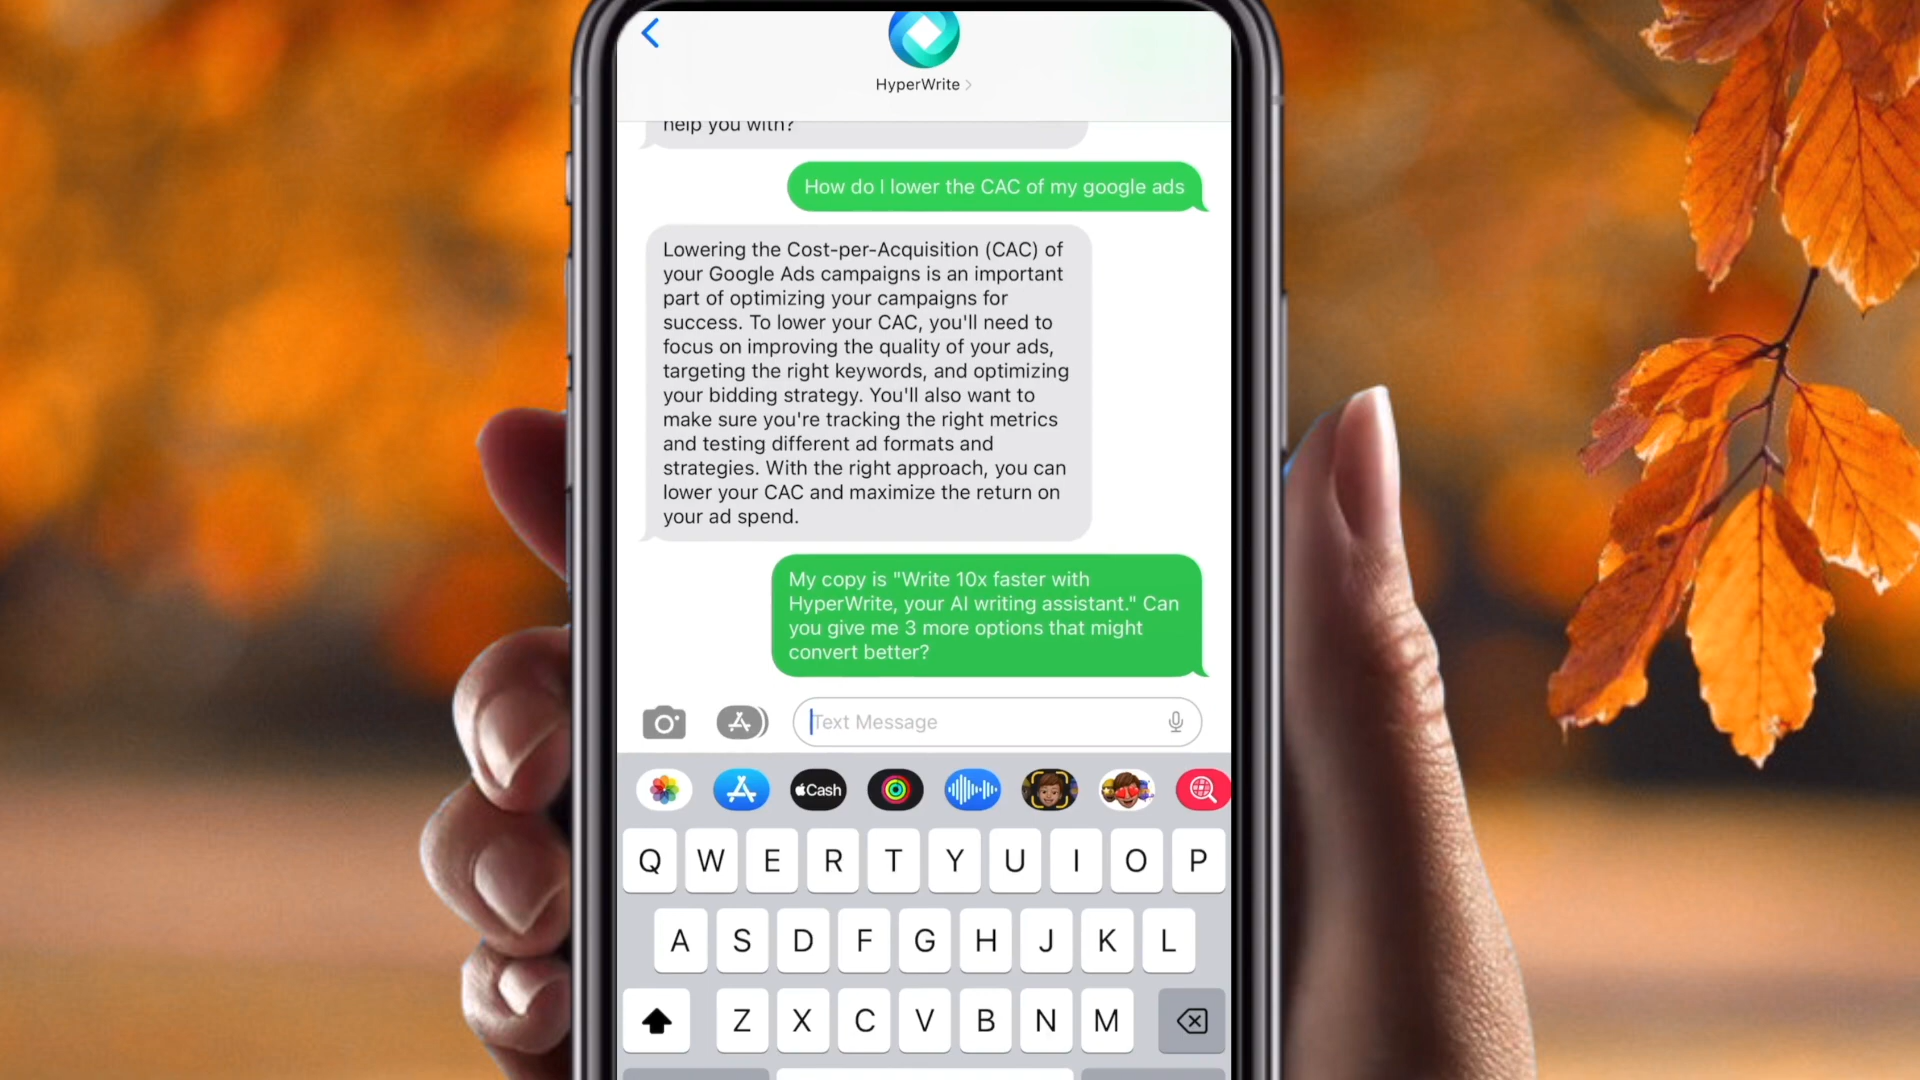 HyperWrite
help you with?
How do I lower the CAC of my google ads
Lowering the Cost-per-Acquisition (CAC) of
your Google Ads campaigns is an important
part of optimizing your campaigns for
success. To lower your CAC, you'll need to
focus on improving the quality of your ads,
targeting the right keywords, and optimizing
your bidding strategy. You'll also want to
make sure you're tracking the right metrics
and testing different ad formats and
strategies. With the right approach, you can
lower your CAC and maximize the return on
your ad spend.
My copy is "Write 10x faster with
HyperWrite, your AI writing assistant." Can
you give me 3 more options that might
convert better?
Text Message
Cash
Q W E R T Y U I O P
A S D F G H J K L
Z X C V B N M